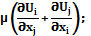 μ(∂Ui/∂xj + ∂Uj/∂xi);